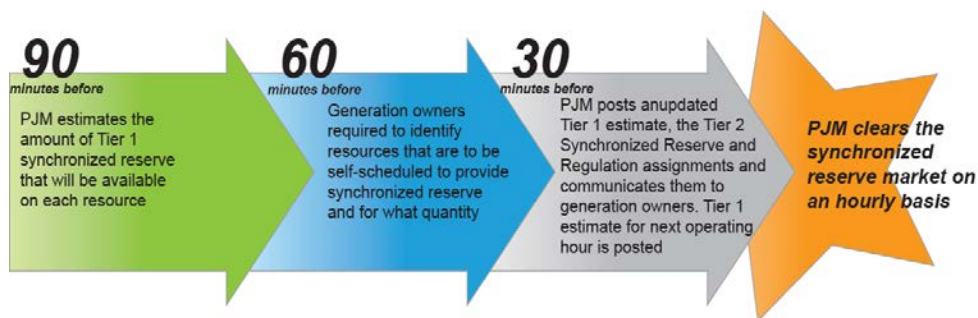 90
minutes before
PJM estimates the
amount of Tier 1
synchronized reserve
that will be available
on each resource
60
minutes before
Generation owners
required to identify
resources that are to be
self-scheduled to provide
synchronized reserve
and for what quantity
30
minutes before
PJM posts anupdated
Tier 1 estimate, the Tier 2
Synchronized Reserve and
Regulation assignments and
communicates them to
generation owners. Tier 1
estimate for next operating
hour is posted
PJM clears the
synchronized
reserve market on
an hourly basis